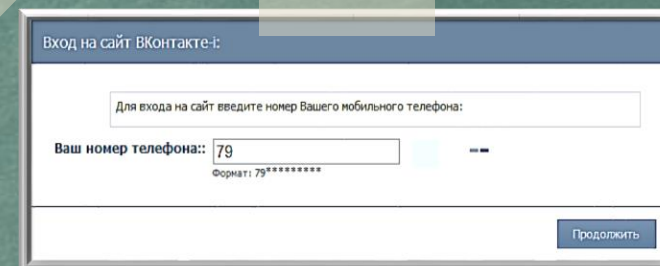 Вход на сайт ВКонтакте-i:
Для входа на сайт введите номер Вашего мобильного телефона:
Ваш номер телефона:: 79
Формат: 79*********
Продолжить